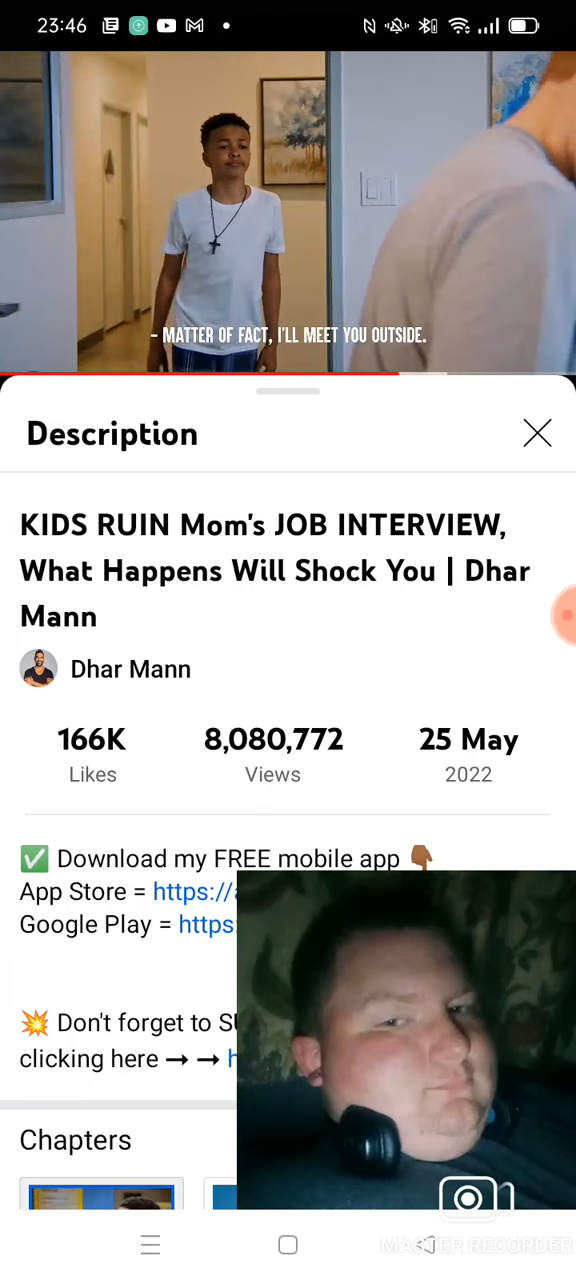 23:46
- MATTER OF FACT, I'LL MEET YOU OUTSIDE.
Description
KIDS RUIN Mom's JOB INTERVIEW,
What Happens Will Shock You | Dhar
Mann
Dhar Mann
166K 8,080,772 25 May
Likes Views 2022
✅ Download my FREE mobile app 👇🏾
App Store = https://
Google Play = https:
💥 Don't forget to SU
clicking here → → h
Chapters
MASTER RECORDER